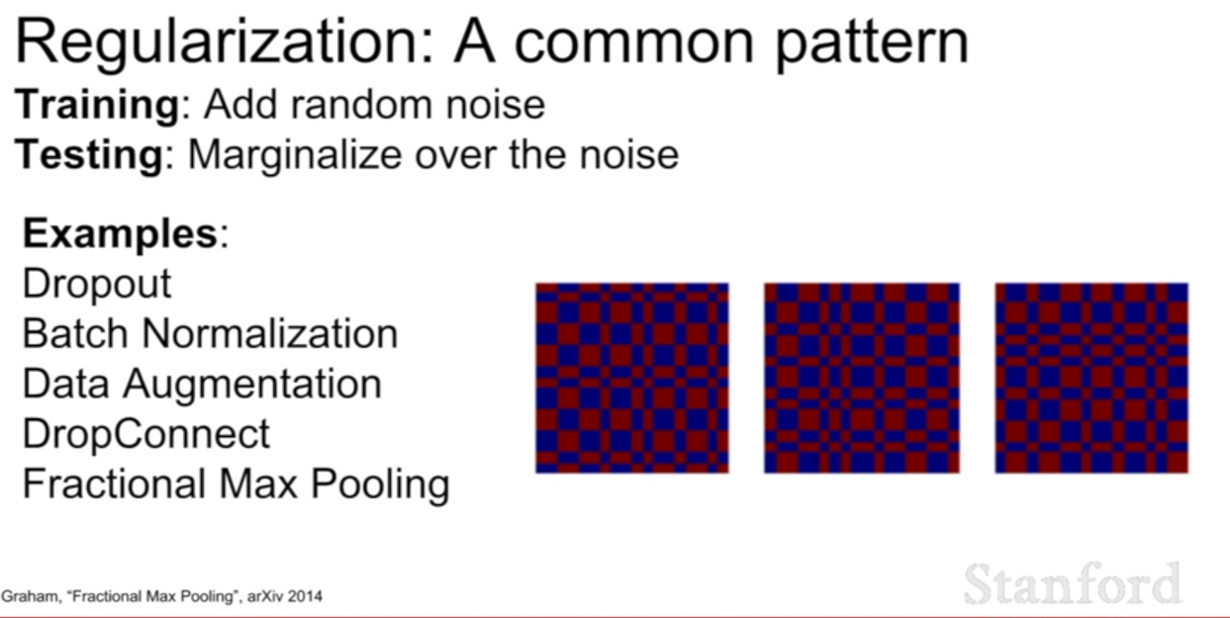 Regularization: A common pattern
Training: Add random noise
Testing: Marginalize over the noise
Examples:
Dropout
Batch Normalization
Data Augmentation
DropConnect
Fractional Max Pooling
Graham, "Fractional Max Pooling", arXiv 2014
Stanford